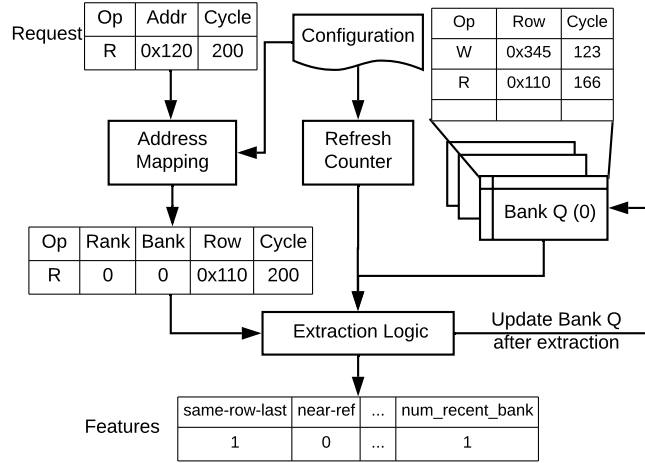 Request
Op Addr Cycle
R 0x120 200
Configuration
Op Row Cycle
W 0x345 123
R 0x110 166
Address
Mapping
Refresh
Counter
Bank Q (0)
Op Rank Bank Row Cycle
R 0 0 0x110 200
Extraction Logic
Update Bank Q
after extraction
Features
same-row-last near-ref ... num_recent_bank
1 0 ... 1